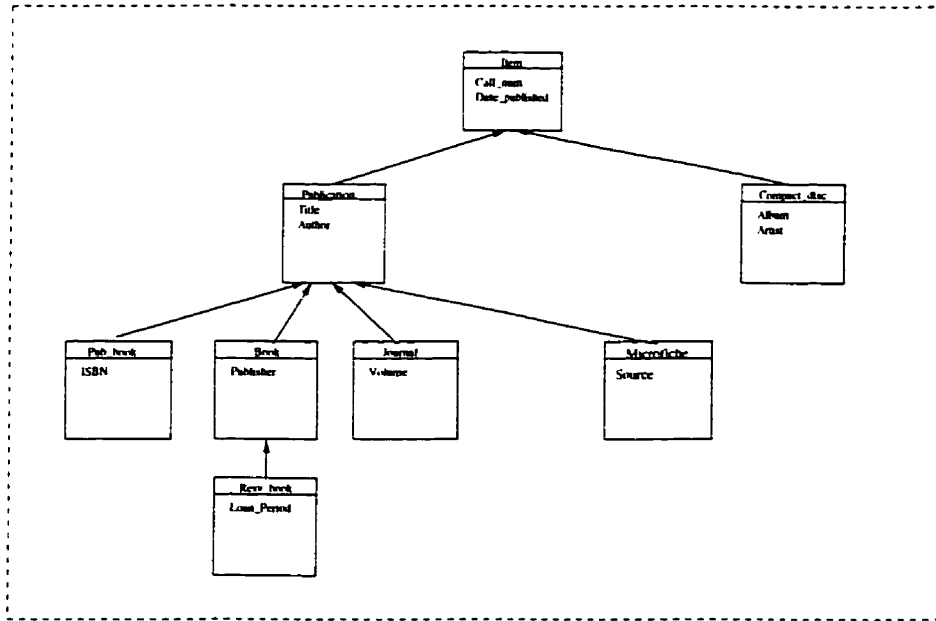 Item
Call_num
Date_published
Publication
Title
Author
Compact_disc
Album
Artist
Pub_book
ISBN
Book
Publisher
Journal
Volume
Microfiche
Source
Resv_book
Loan_Period